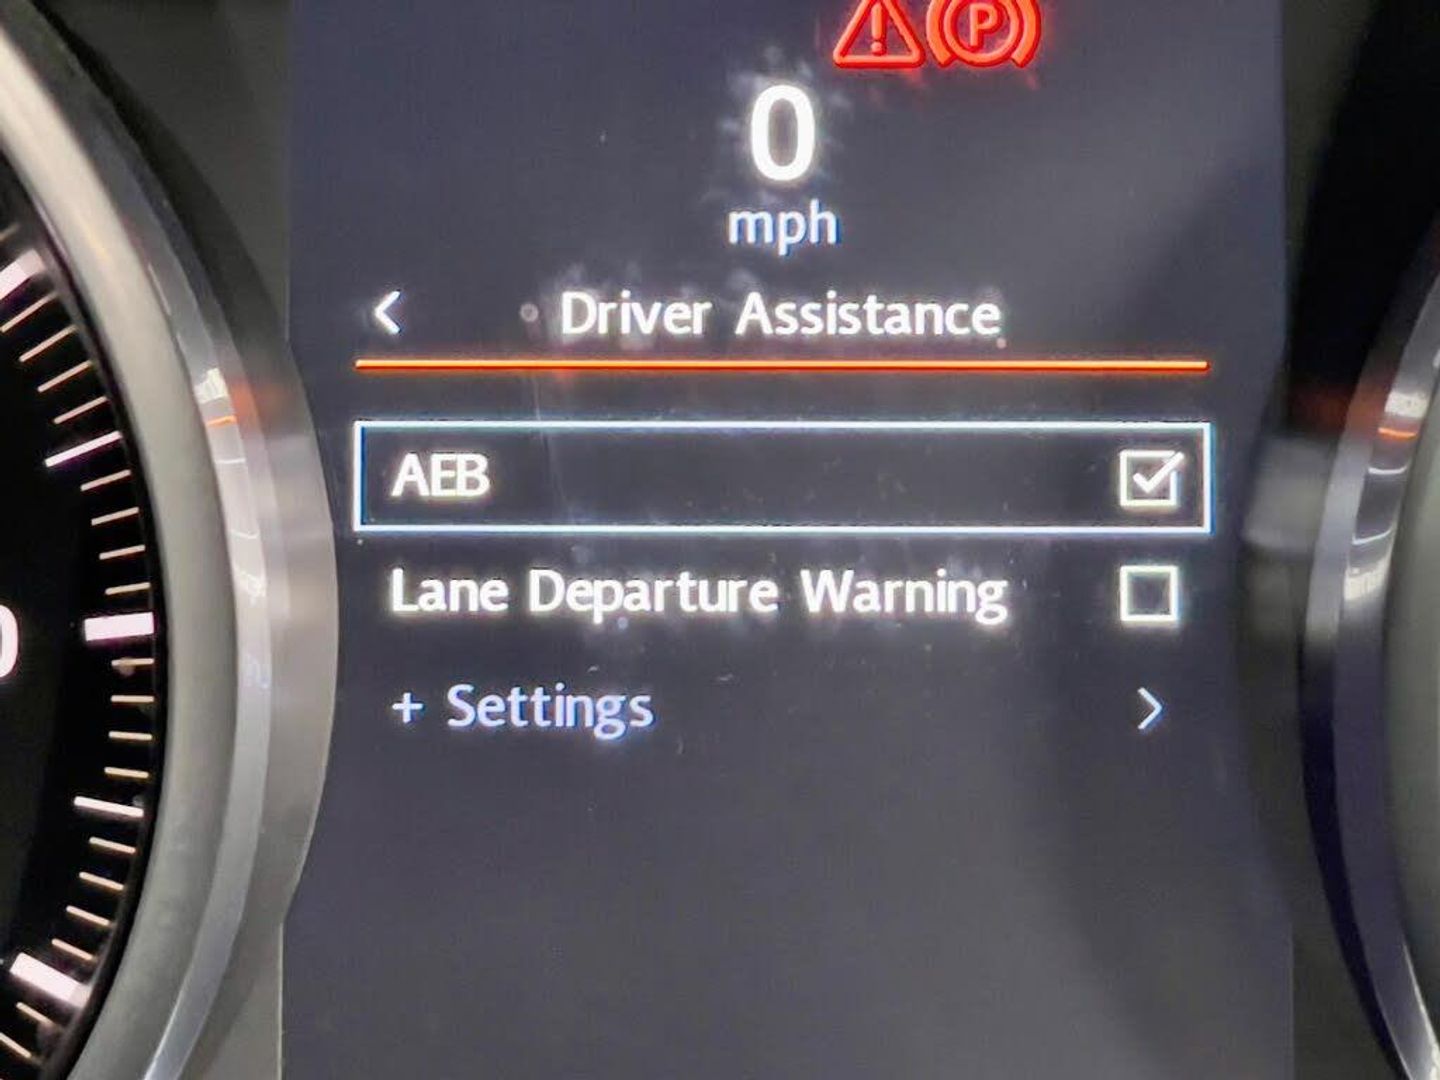 P
0
mph
Driver Assistance
AEB
Lane Departure Warning
+ Settings